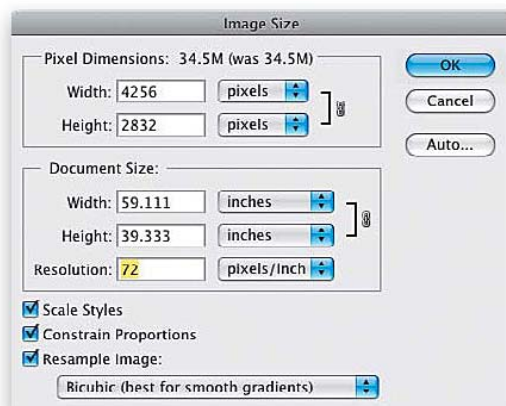 Image Size
Pixel Dimensions: 34.5M (was 34.5M)
OK
Width: 4256 pixels
Cancel
Height: 2832 pixels
Auto...
Document Size:
Width: 59.111 inches
Height: 39.333 inches
Resolution: 72 pixels/inch
Scale Styles
Constrain Proportions
Resample Image:
Bicubic (best for smooth gradients)